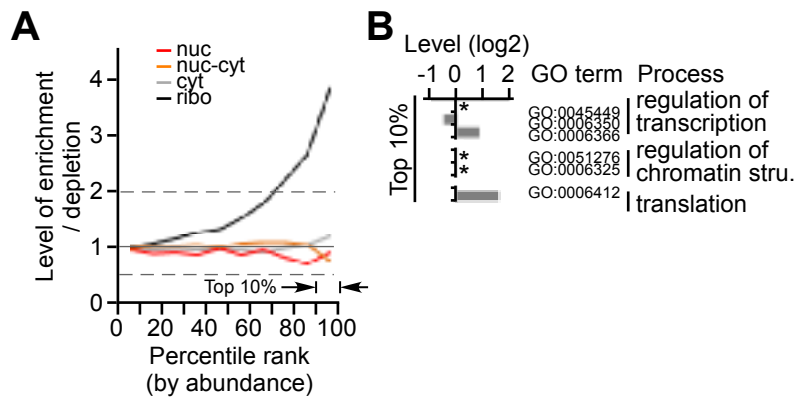 A
Level of enrichment
/ depletion
4
3
2
1
0
nuc
nuc-cyt
cyt
ribo
Top 10%
0 20 40 60 80 100
Percentile rank
(by abundance)
B
Level (log2)
-1 0 1 2
GO term Process
Top 10%
*
GO:0045449
GO:0006350
GO:0006366
regulation of
transcription
*
*
GO:0051276
GO:0006325
regulation of
chromatin stru.
GO:0006412
translation